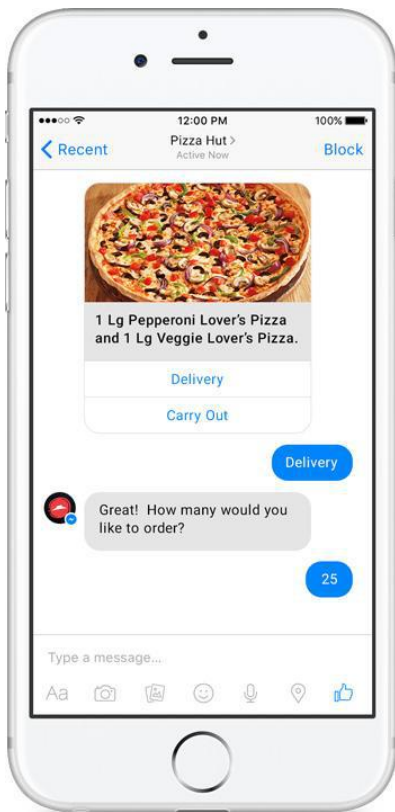 12:00 PM
100%
Recent
Pizza Hut
Active Now
Block
1 Lg Pepperoni Lover's Pizza
and 1 Lg Veggie Lover's Pizza.
Delivery
Carry Out
Delivery
Great! How many would you
like to order?
25
Type a message...
Aa